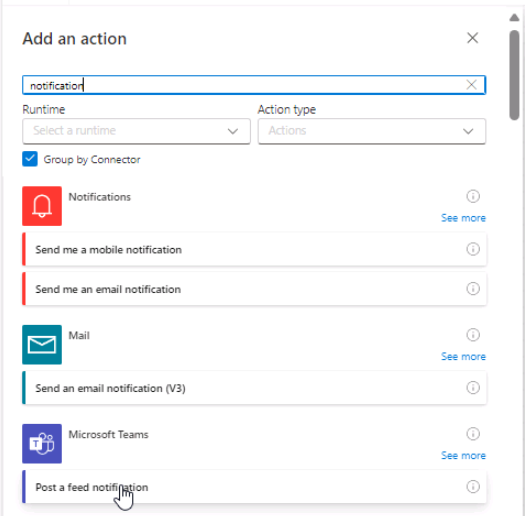 Add an action
notification
Runtime
Action type
Select a runtime
Actions
Group by Connector
Notifications
See more
Send me a mobile notification
Send me an email notification
Mail
See more
Send an email notification (V3)
Microsoft Teams
See more
Post a feed notification